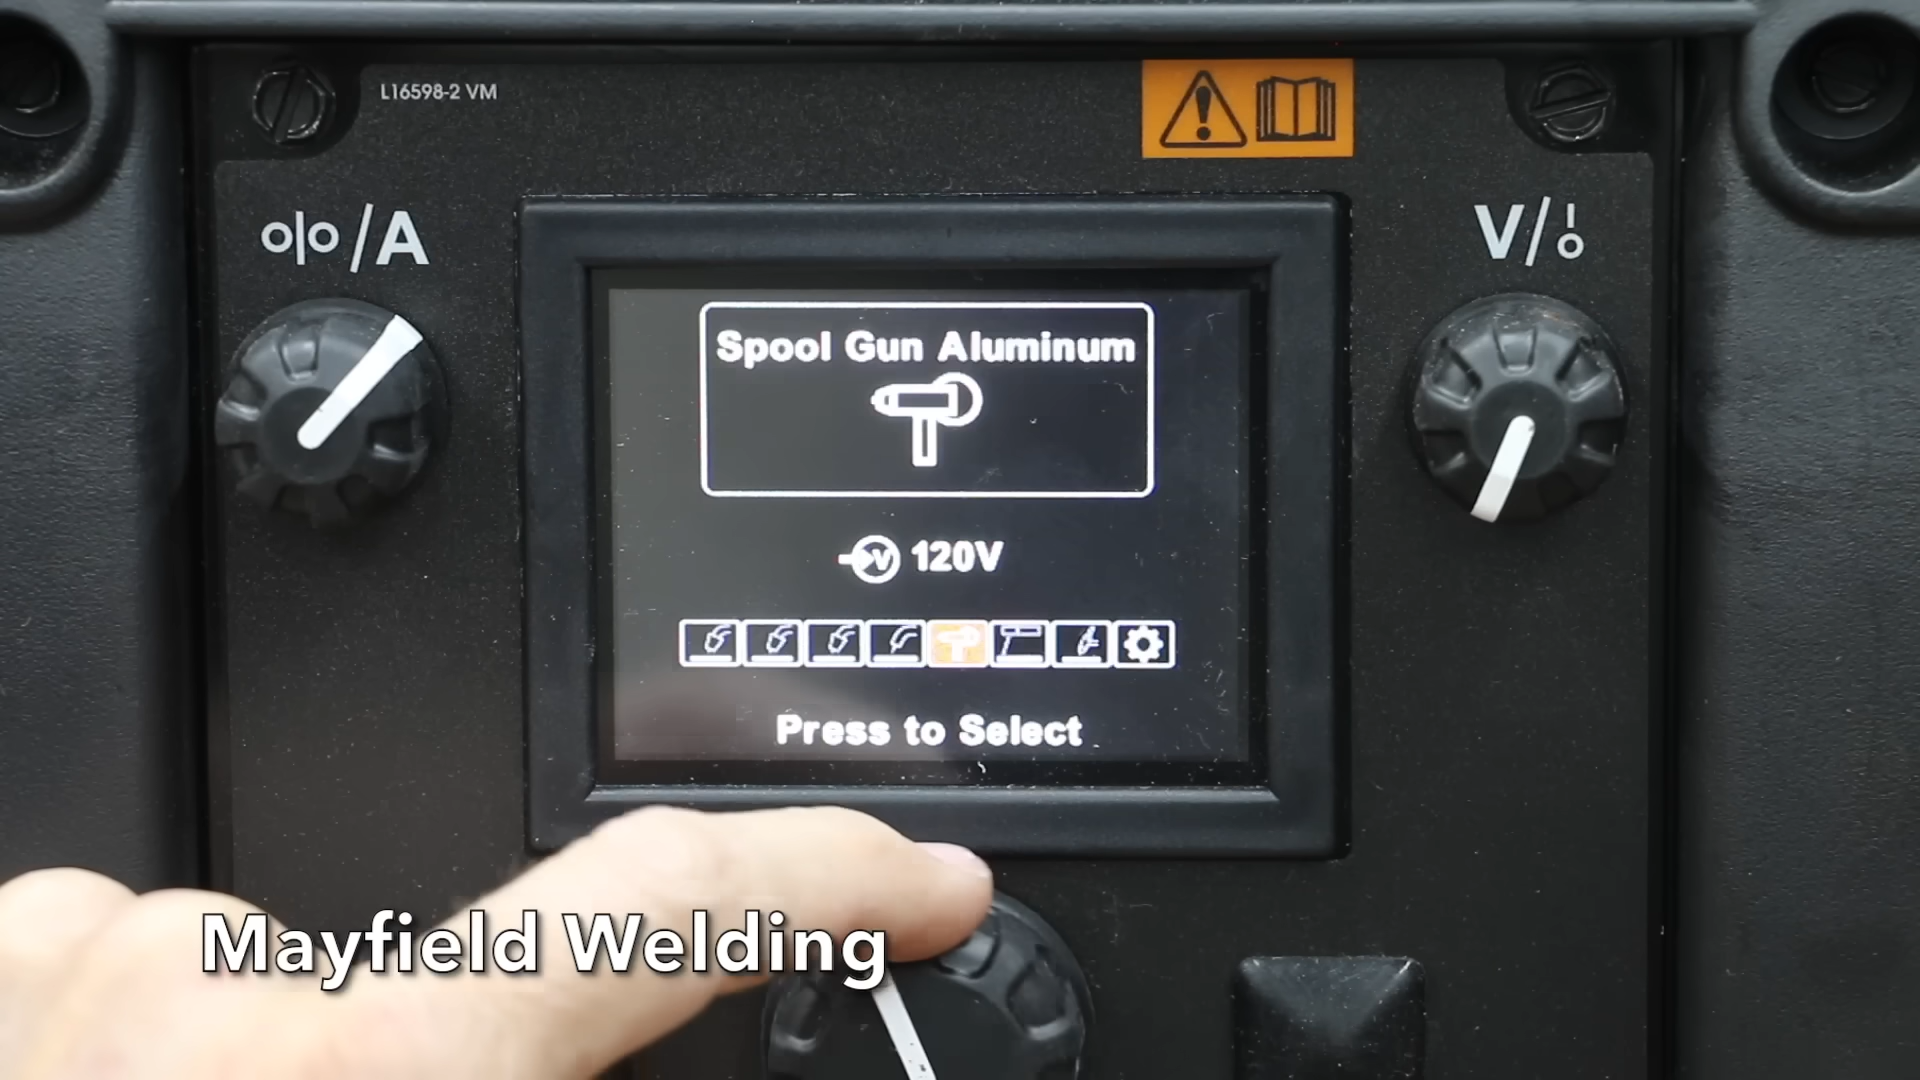 L16598-2 VM
o|o/A
V/
Spool Gun Aluminum
V 120V
Press to Select
Mayfield Welding